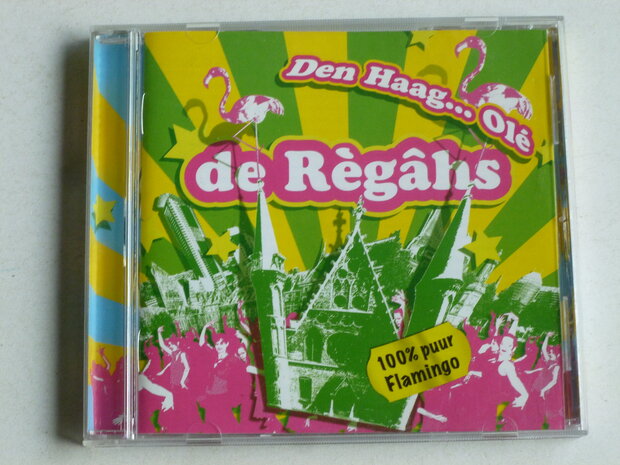 Den Haag... Olé
de Règâhs
100% puur
Flamingo